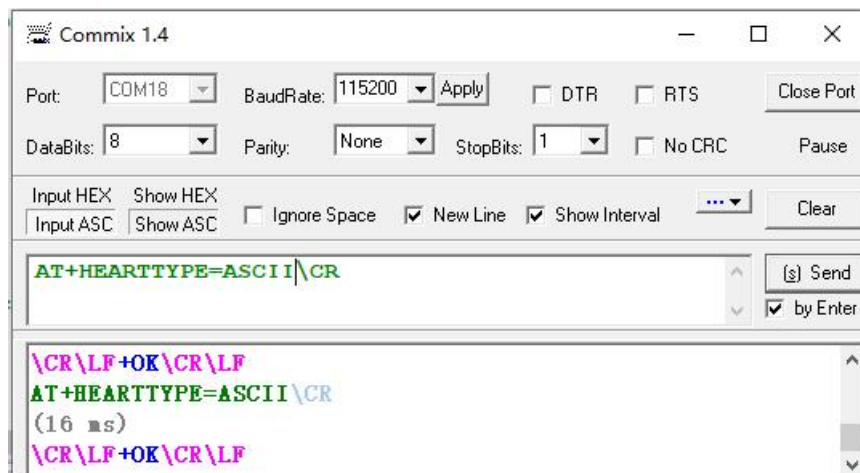 Commix 1.4
Port: COM18 BaudRate: 115200 Apply DTR RTS Close Port
DataBits: 8 Parity: None StopBits: 1 No CRC Pause
Input HEX Show HEX
Input ASC Show ASC Ignore Space New Line Show Interval ... Clear
AT+HEARTTYPE=ASCII\CR (s) Send
by Enter
\CR\LF+OK\CR\LF
AT+HEARTTYPE=ASCII\CR
(16 ms)
\CR\LF+OK\CR\LF